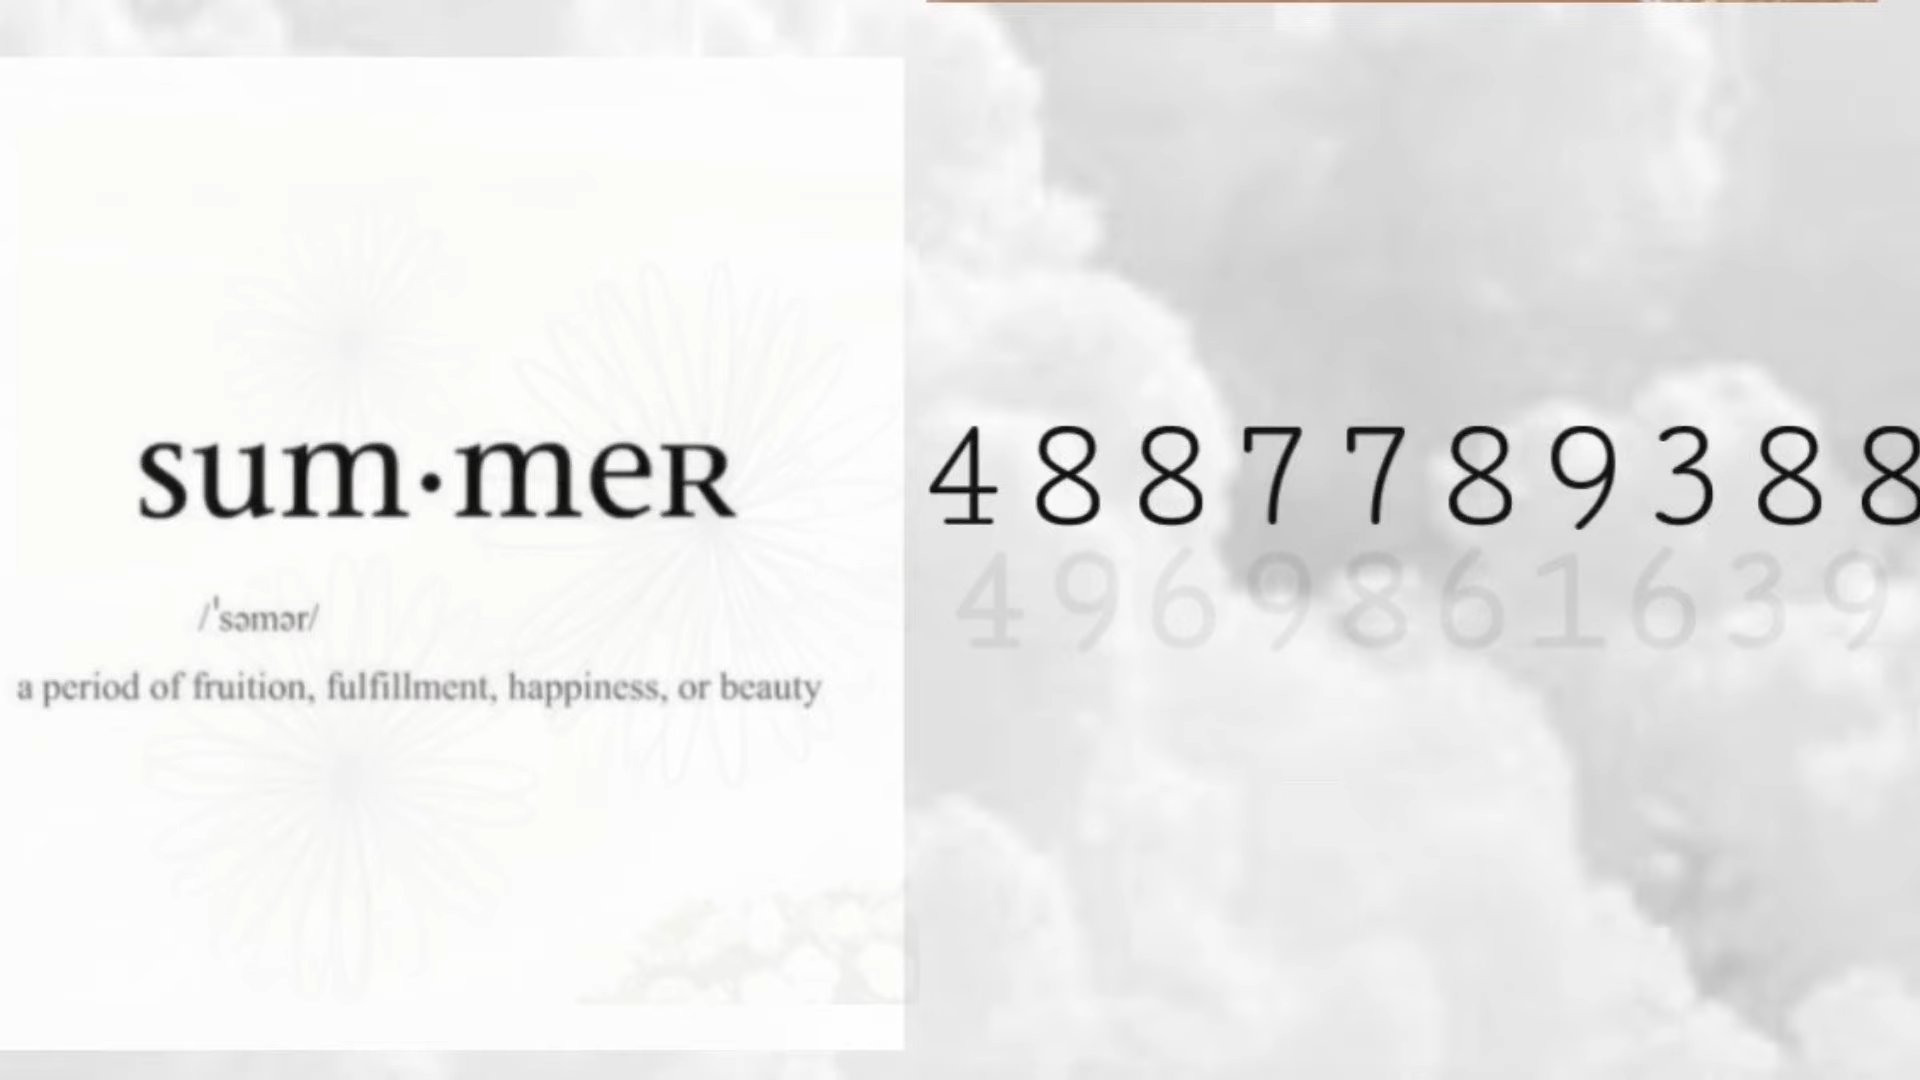 sum·meR
/ˈsəmər/
a period of fruition, fulfillment, happiness, or beauty
4887789388
4969861639